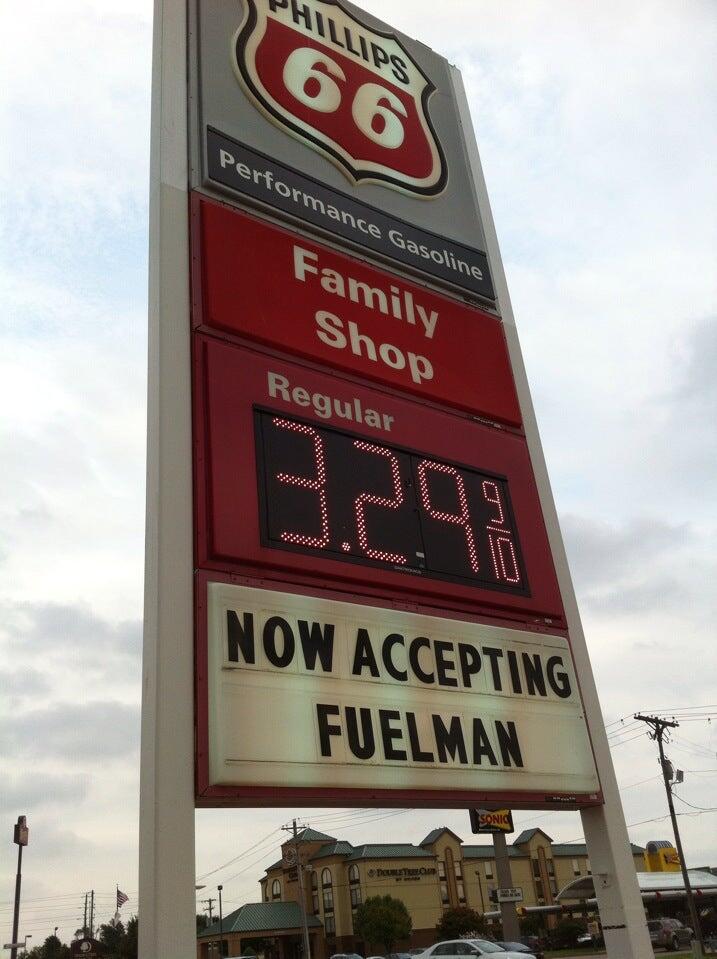 PHILLIPS
66
Performance Gasoline
Family
Shop
Regular
3.29 9/10
NOW ACCEPTING
FUELMAN
SONIC
DOUBLETREE CLUB